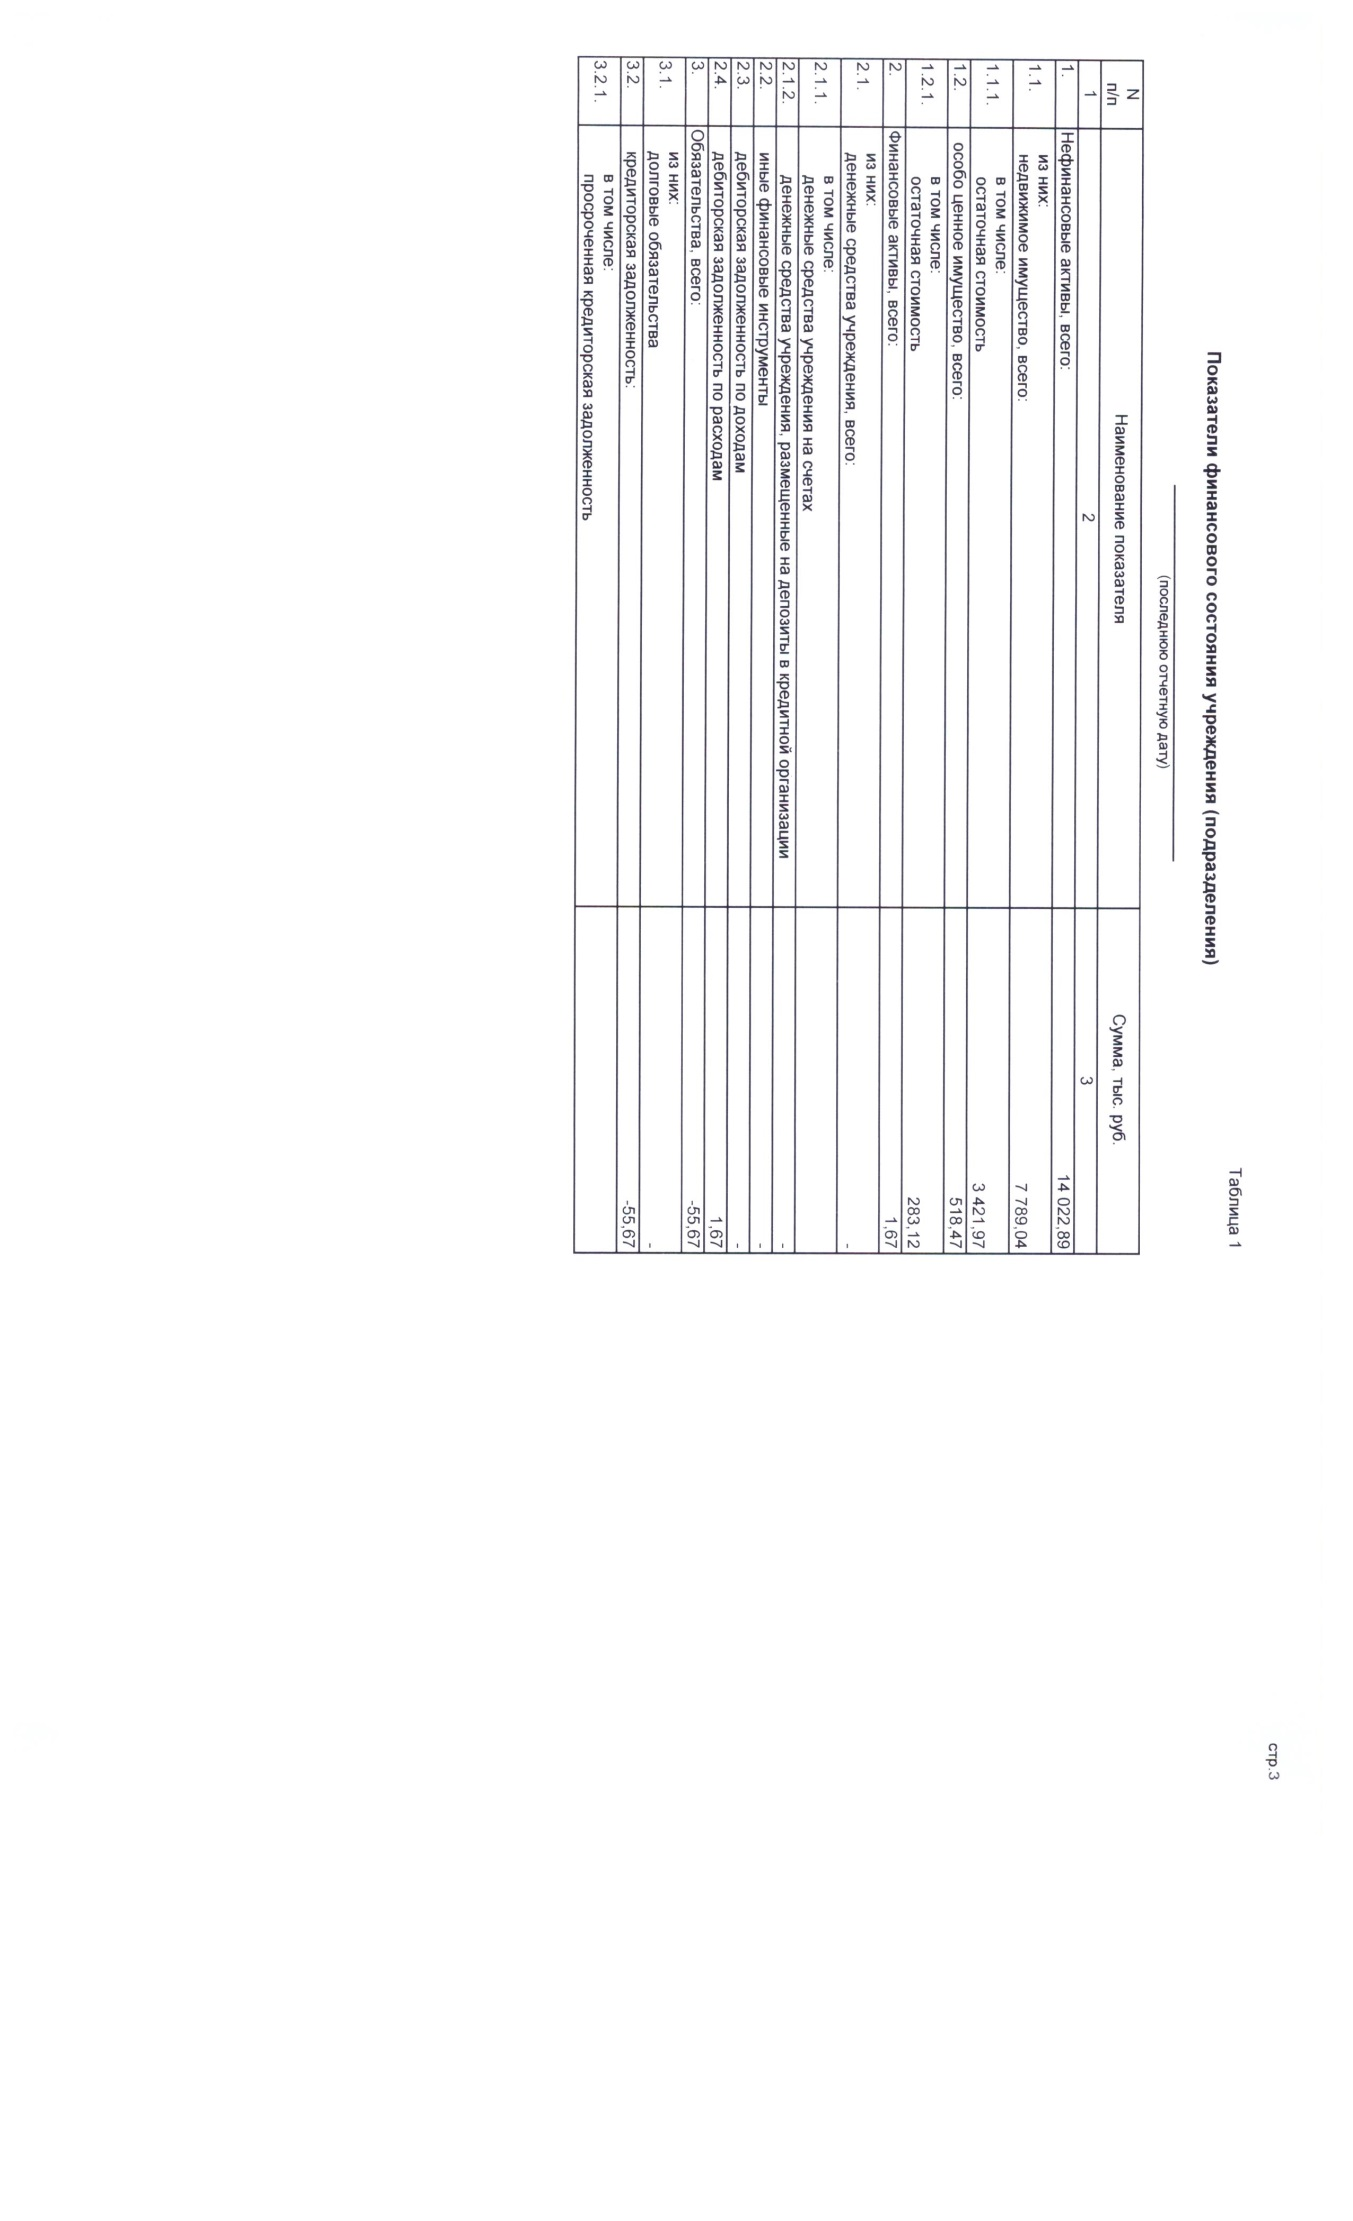 стр.3
Таблица 1
Показатели финансового состояния учреждения (подразделения)
(последнюю отчетную дату)
N п/п Наименование показателя Сумма, тыс. руб.
1 2 3
1. Нефинансовые активы, всего: 14 022,89
из них:
1.1. недвижимое имущество, всего: 7 789,04
в том числе:
1.1.1. остаточная стоимость 3 421,97
1.2. особо ценное имущество, всего: 518,47
в том числе:
1.2.1. остаточная стоимость 283,12
2. Финансовые активы, всего: 1,67
из них:
2.1. денежные средства учреждения, всего: -
в том числе:
2.1.1. денежные средства учреждения на счетах
2.1.2. денежные средства учреждения, размещенные на депозиты в кредитной организации -
2.2. иные финансовые инструменты -
2.3. дебиторская задолженность по доходам -
2.4. дебиторская задолженность по расходам 1,67
3. Обязательства, всего: -55,67
из них:
3.1. долговые обязательства -
3.2. кредиторская задолженность: -55,67
в том числе:
3.2.1. просроченная кредиторская задолженность